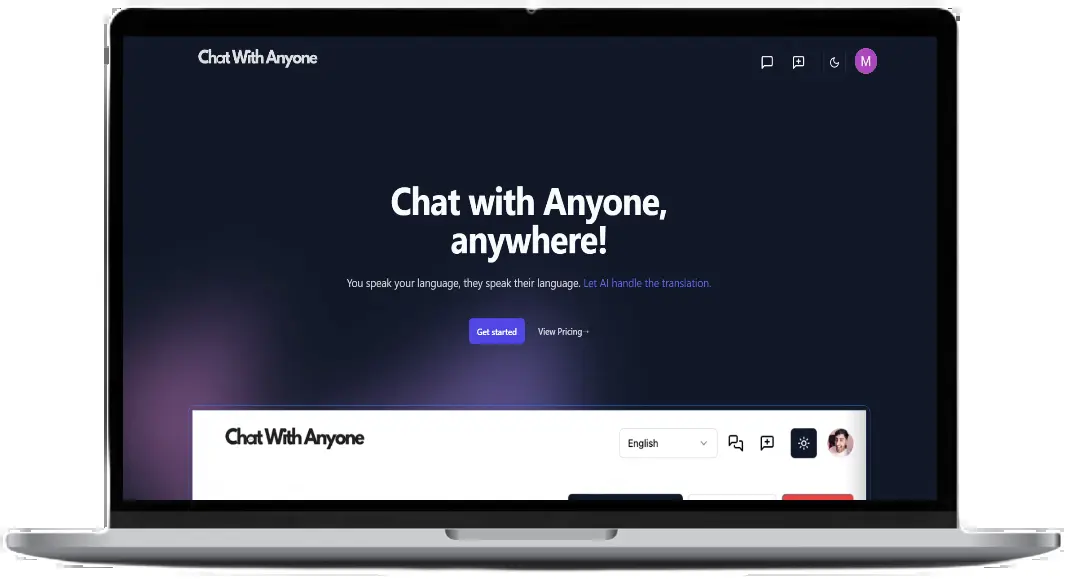 Chat With Anyone
M
Chat with Anyone,
anywhere!
You speak your language, they speak their language. Let AI handle the translation.
Get started
View Pricing→
Chat With Anyone
English